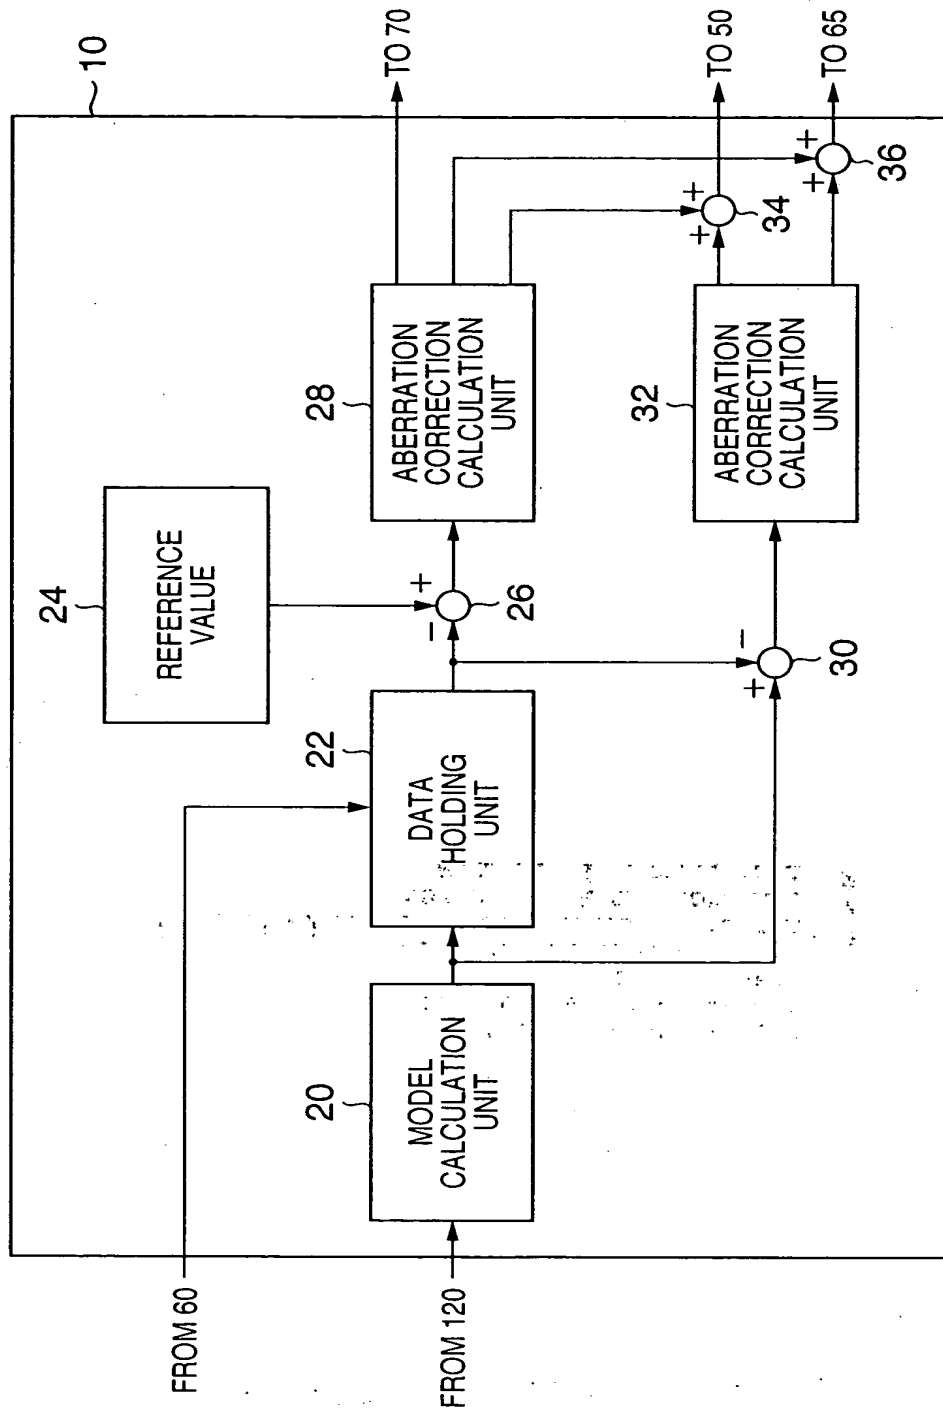 10
FROM 60
FROM 120
20
MODEL
CALCULATION
UNIT
22
DATA
HOLDING
UNIT
24
REFERENCE
VALUE
−
+
26
28
ABERRATION
CORRECTION
CALCULATION
UNIT
+
−
30
32
ABERRATION
CORRECTION
CALCULATION
UNIT
+
+
34
+
+
36
TO 70
TO 50
TO 65